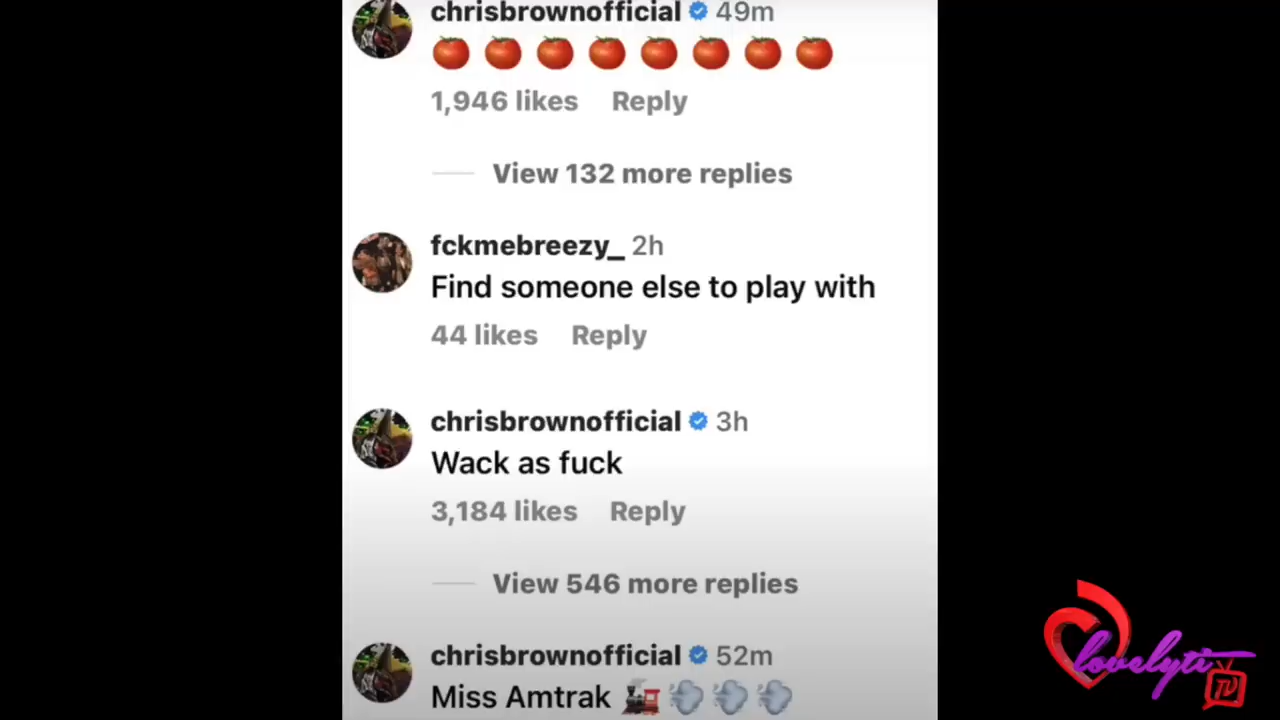 chrisbrownofficial 49m
🍅 🍅 🍅 🍅 🍅 🍅 🍅 🍅
1,946 likes Reply
View 132 more replies
fckmebreezy_ 2h
Find someone else to play with
44 likes Reply
chrisbrownofficial 3h
Wack as fuck
3,184 likes Reply
View 546 more replies
chrisbrownofficial 52m
Miss Amtrak 🚂💨💨💨
lovelyti
TV